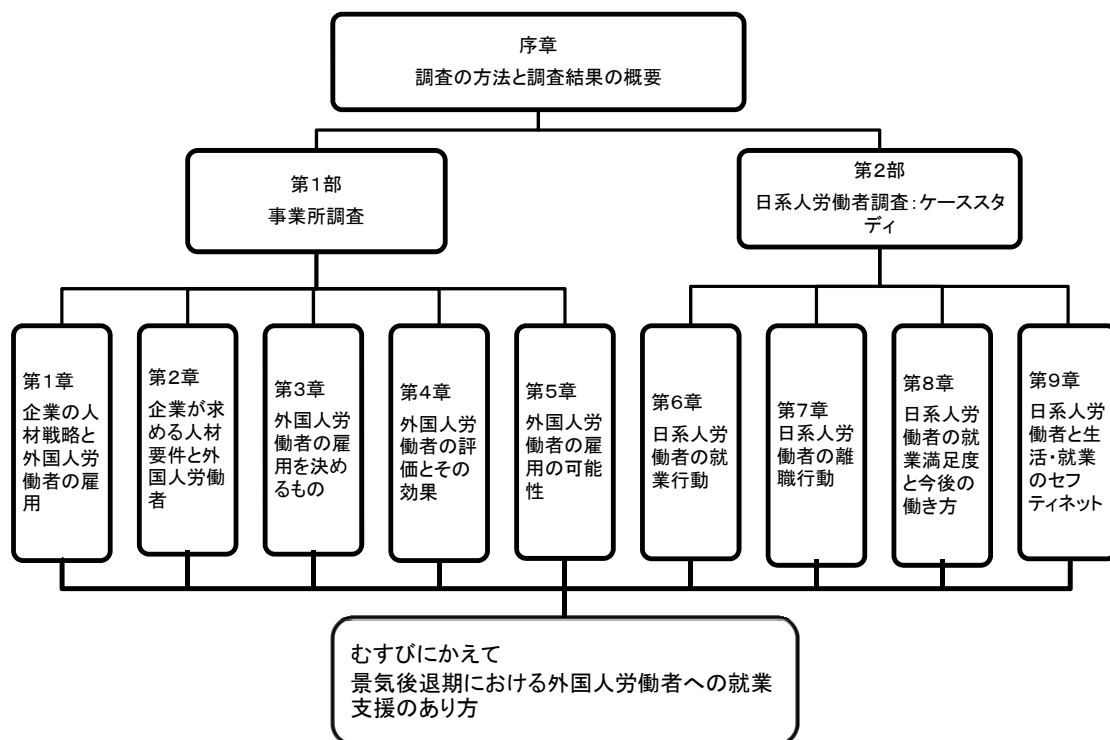 序章
調査の方法と調査結果の概要
第1部
事業所調査
第2部
日系人労働者調査：ケーススタ
ディ
第1章
企業の人
材戦略と
外国人労
働者の雇
用
第2章
企業が求
める人材
要件と外
国人労働
者
第3章
外国人労
働者の雇
用を決め
るもの
第4章
外国人労
働者の評
価とその
効果
第5章
外国人労
働者の雇
用の可能
性
第6章
日系人労
働者の就
業行動
第7章
日系人労
働者の離
職行動
第8章
日系人労
働者の就
業満足度
と今後の
働き方
第9章
日系人労
働者と生
活・就業
のセフ
ティネット
むすびにかえて
景気後退期における外国人労働者への就業
支援のあり方